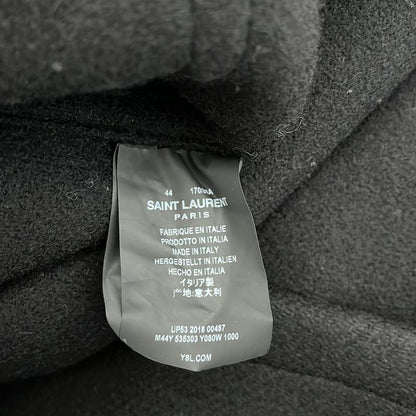 44 170/88A
SAINT LAURENT
PARIS
FABRIQUE EN ITALIE
PRODOTTO IN ITALIA
MADE IN ITALY
HERGESTELLT IN ITALIEN
HECHO EN ITALIA
イタリア製
产地:意大利
UP53 2018 00487
M44Y 535303 Y080W 1000
YSL.COM